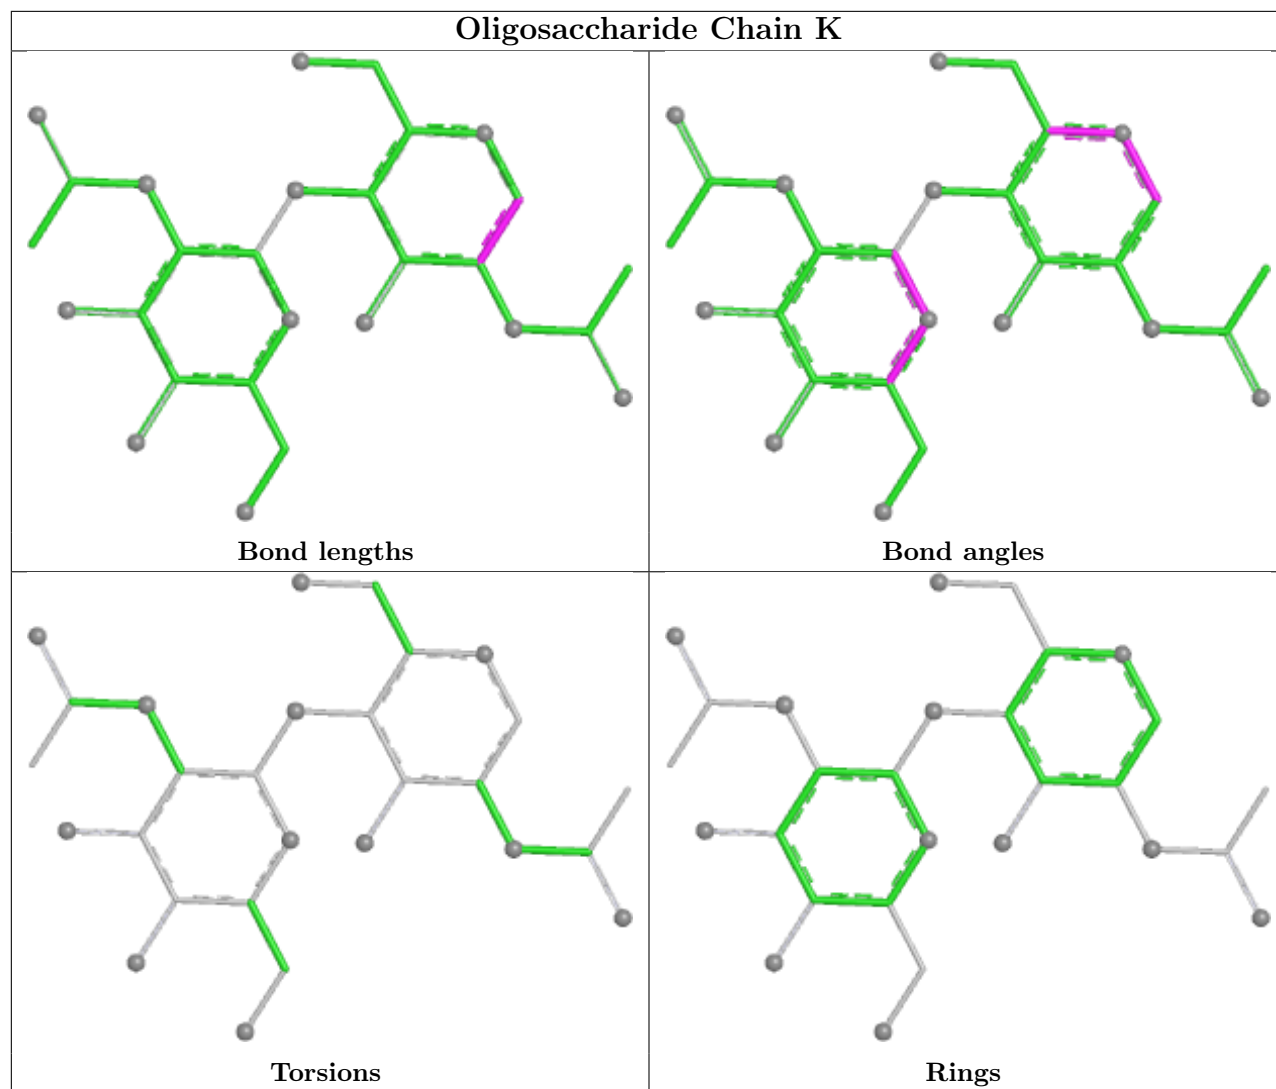 Oligosaccharide Chain K
Bond lengths
Bond angles
Torsions
Rings